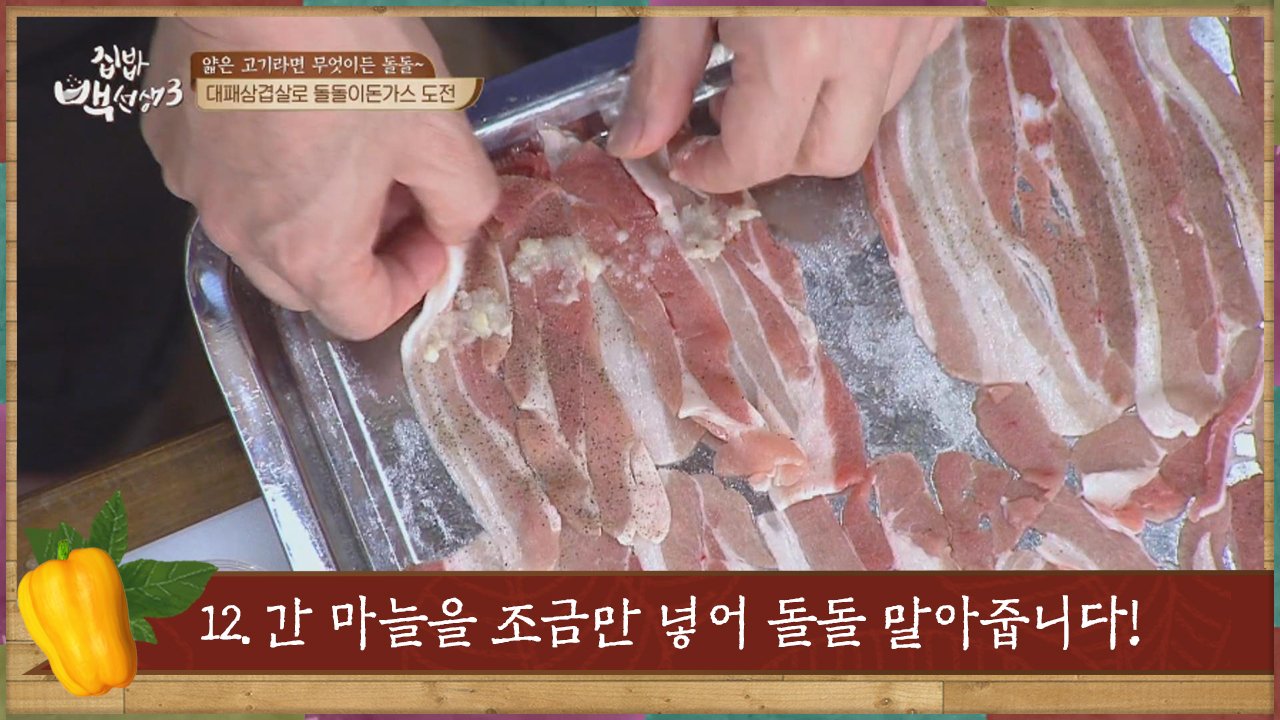 집밥
백선생3
얇은 고기라면 무엇이든 돌돌~
대패삼겹살로 돌돌이돈가스 도전
12. 간 마늘을 조금만 넣어 돌돌 말아줍니다!